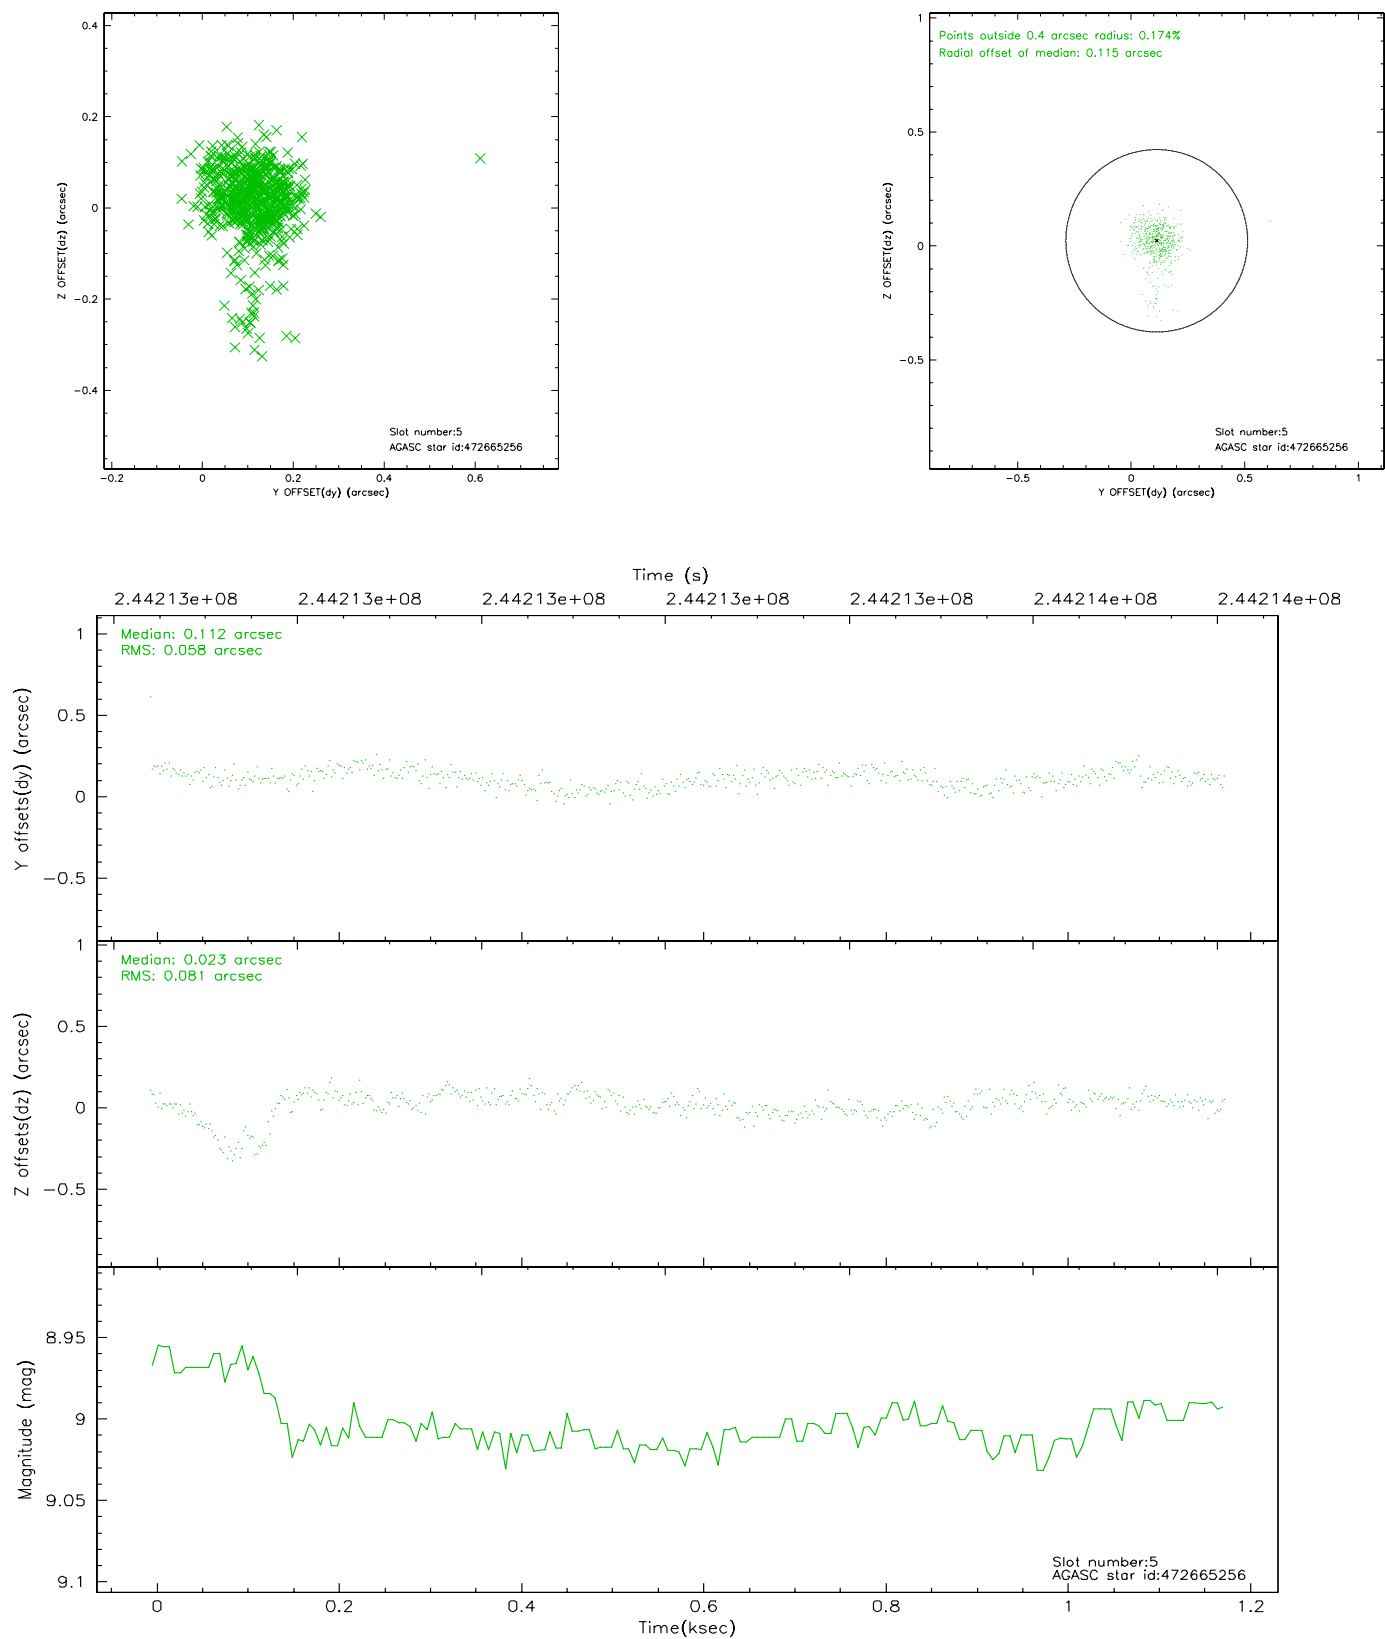 0.4
0.2
0
−0.2
−0.4
Z OFFSET(dz) (arcsec)
Slot number:5
AGASC star id:472665256
−0.2 0 0.2 0.4 0.6
Y OFFSET(dy) (arcsec)
1
0.5
0
−0.5
Z OFFSET(dz) (arcsec)
Points outside 0.4 arcsec radius: 0.174%
Radial offset of median: 0.115 arcsec
Slot number:5
AGASC star id:472665256
−0.5 0 0.5 1
Y OFFSET(dy) (arcsec)
Time (s)
2.44213e+08 2.44213e+08 2.44213e+08 2.44213e+08 2.44213e+08 2.44214e+08 2.44214e+08
Median: 0.112 arcsec
RMS: 0.058 arcsec
1
0.5
0
−0.5
Y offsets(dy) (arcsec)
Median: 0.023 arcsec
RMS: 0.081 arcsec
1
0.5
0
−0.5
Z offsets(dz) (arcsec)
8.95
9
9.05
9.1
Magnitude (mag)
Slot number:5
AGASC star id:472665256
0 0.2 0.4 0.6 0.8 1 1.2
Time(ksec)